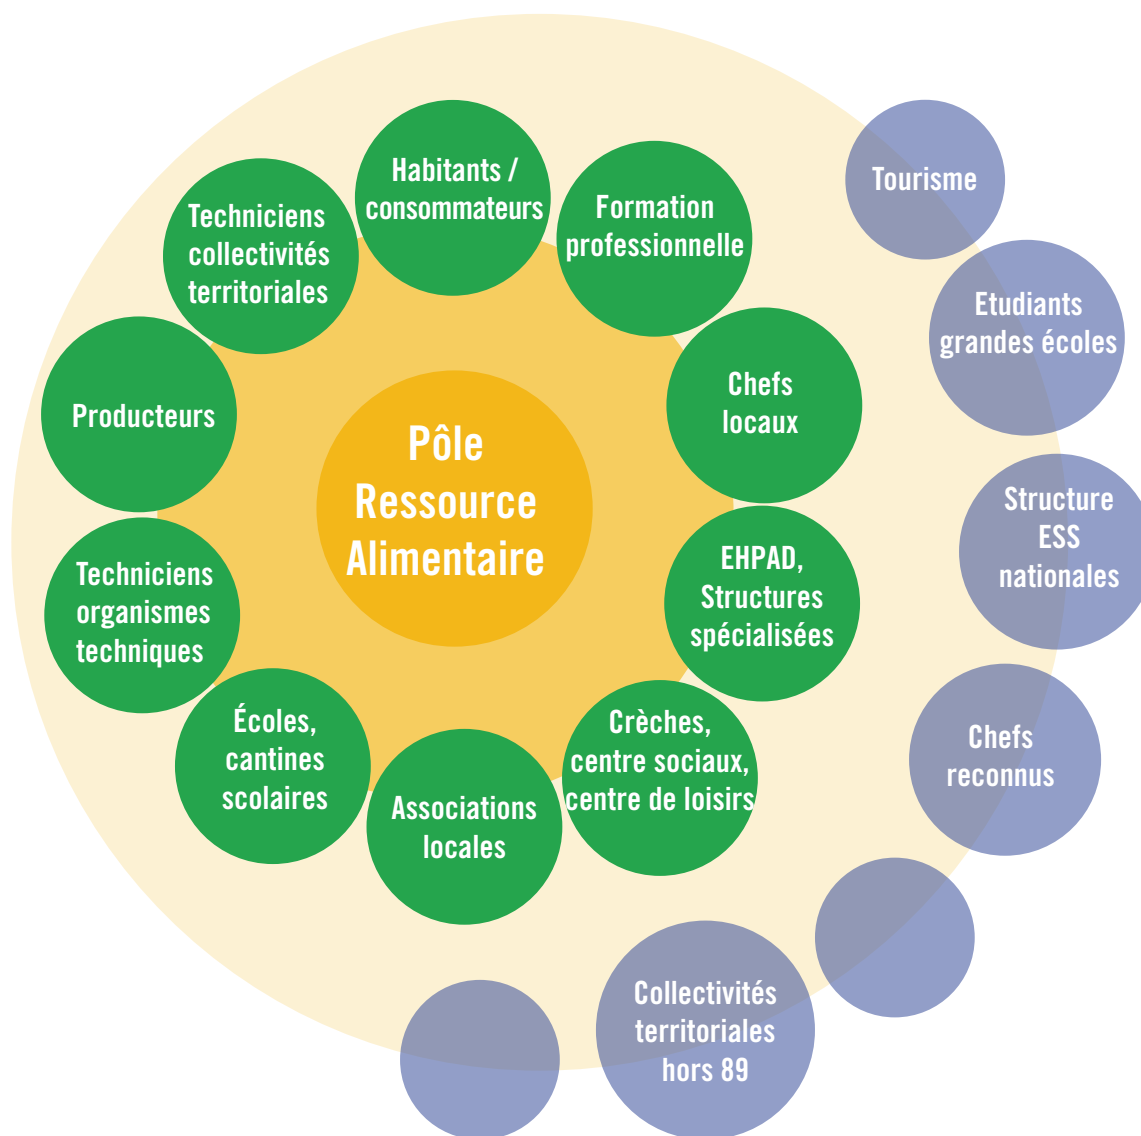 Habitants /
consommateurs
Formation
professionnelle
Tourisme
Techniciens
collectivités
territoriales
Etudiants
grandes écoles
Producteurs
Chefs
locaux
Pôle
Ressource
Alimentaire
Structure
ESS
nationales
Techniciens
organismes
techniques
EHPAD,
Structures
spécialisées
Écoles,
cantines
scolaires
Crèches,
centre sociaux,
centre de loisirs
Chefs
reconnus
Associations
locales
Collectivités
territoriales
hors 89